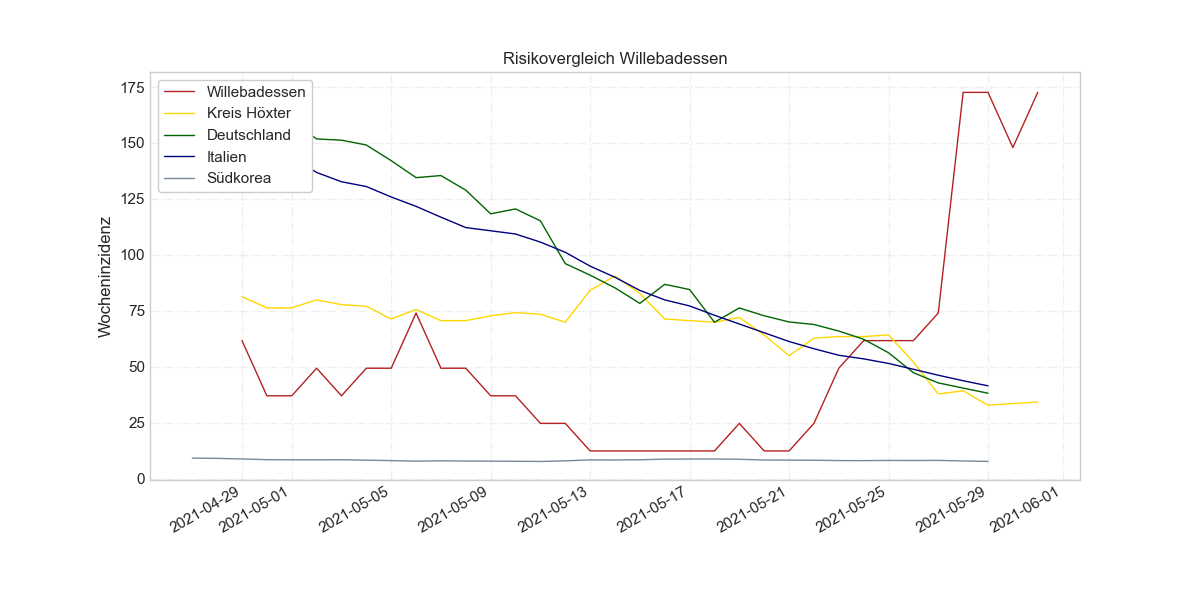 Risikovergleich Willebadessen
Willebadessen
Kreis Höxter
Deutschland
Italien
Südkorea
Wocheninzidenz
175
150
125
100
75
50
25
0
2021-04-29
2021-05-01
2021-05-05
2021-05-09
2021-05-13
2021-05-17
2021-05-21
2021-05-25
2021-05-29
2021-06-01